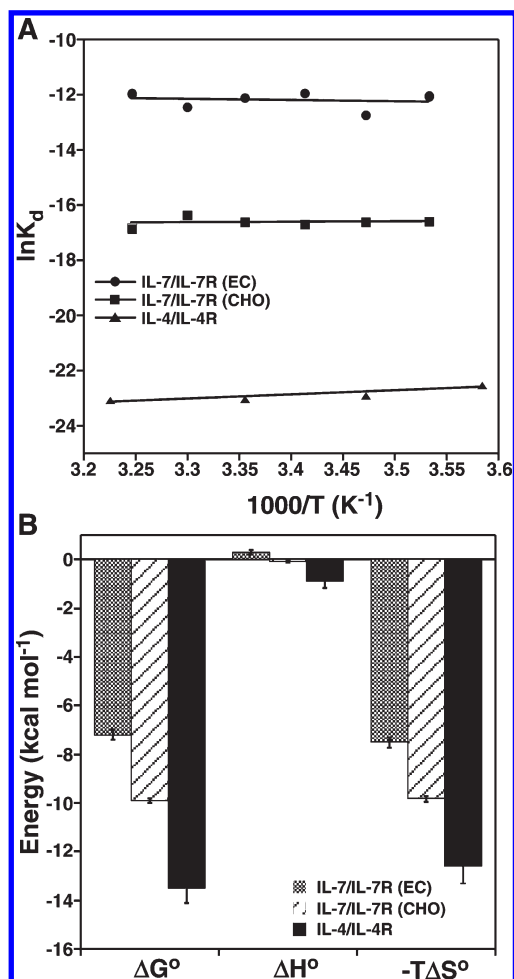 A
-10
-12
-14
-16
-18
-20
-22
-24
lnKd
IL-7/IL-7R (EC)
IL-7/IL-7R (CHO)
IL-4/IL-4R
3.2 3.25 3.3 3.35 3.4 3.45 3.5 3.55 3.6
1000/T (K-1)
B
0
-2
-4
-6
-8
-10
-12
-14
-16
Energy (kcal mol-1)
IL-7/IL-7R (EC)
IL-7/IL-7R (CHO)
IL-4/IL-4R
ΔGº ΔHº -TΔSº